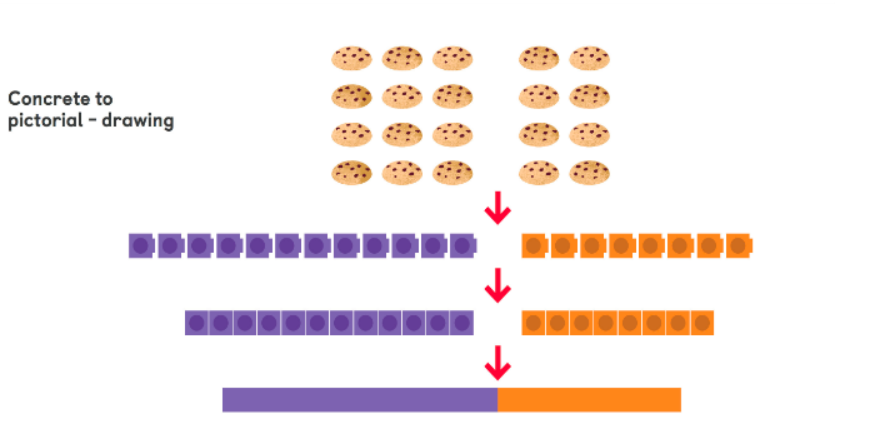 Concrete to
pictorial – drawing